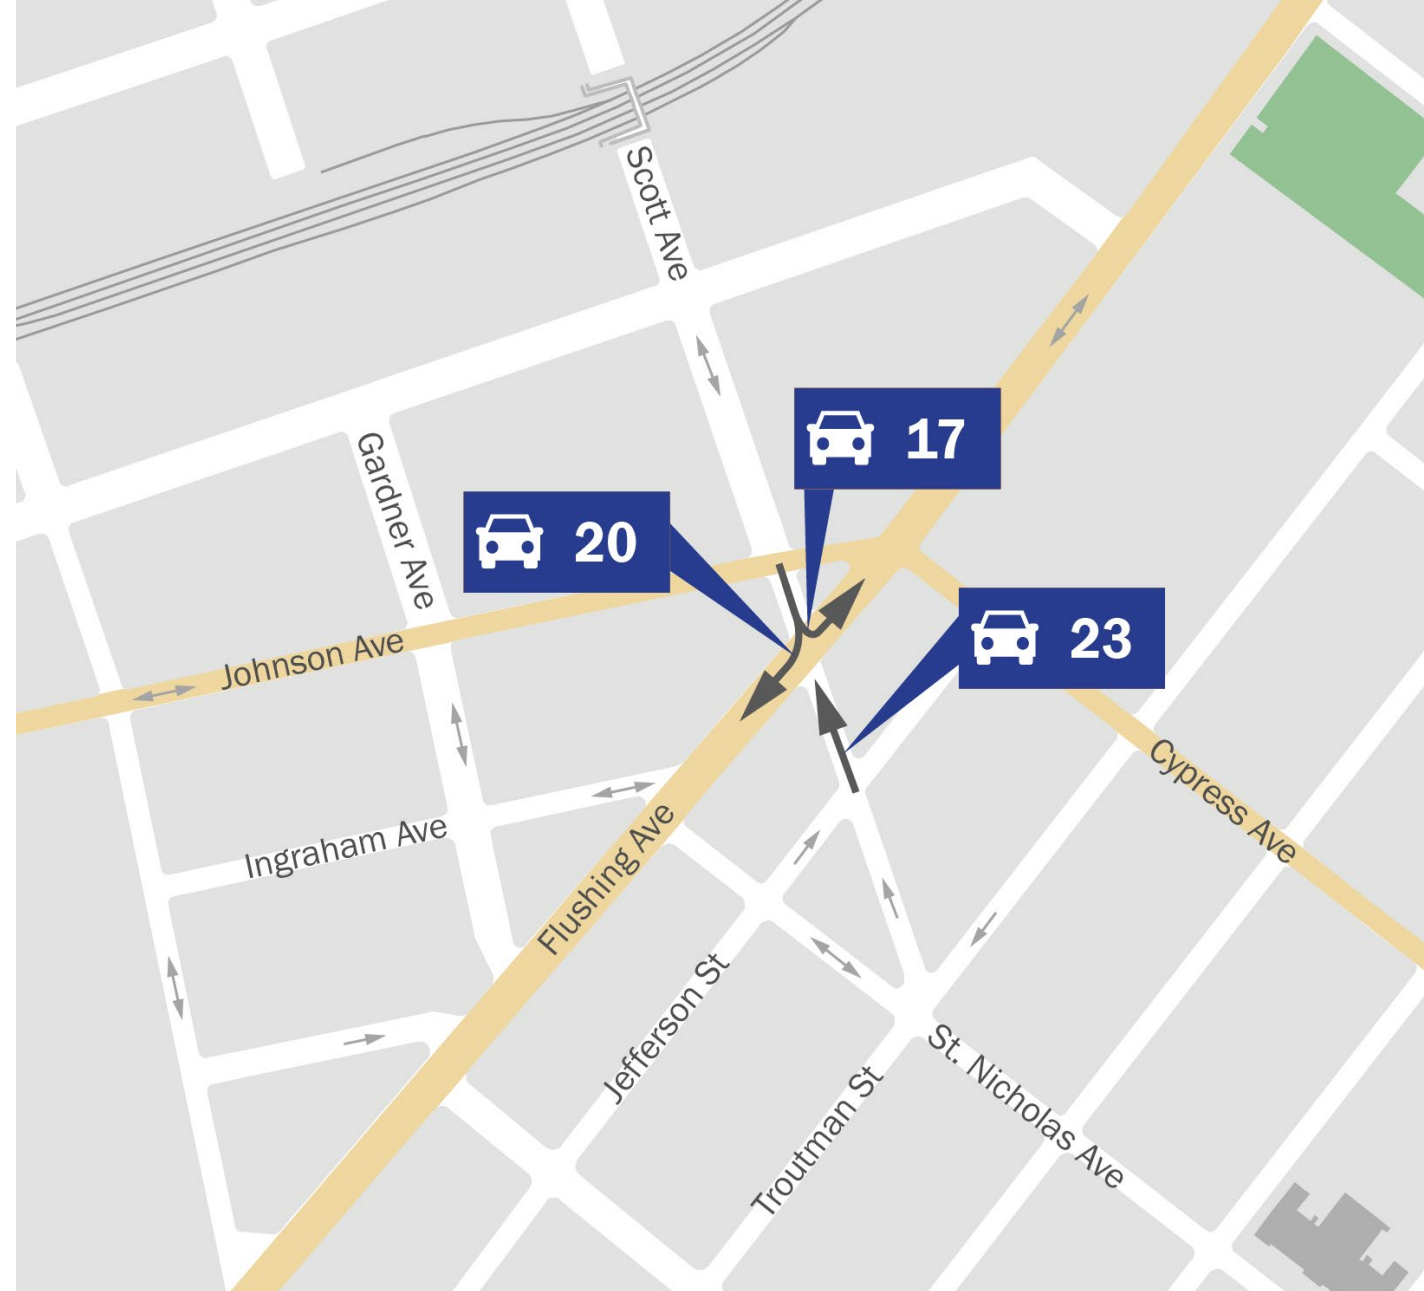 Scott Ave
17
Gardner Ave
20
23
Johnson Ave
Cypress Ave
Ingraham Ave
Flushing Ave
Jefferson St
St. Nicholas Ave
Troutman St